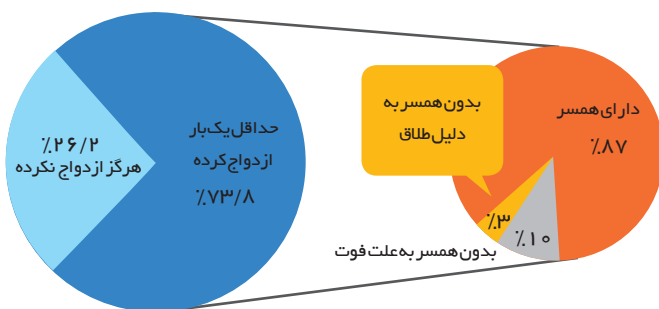 حداقل یک بار
ازدواج کرده
٪۷۳/۸
٪۲۶/۲
هرگز ازدواج نکرده
دارای همسر
٪۸۷
بدون همسر به
دلیل طلاق
٪۳
٪۱۰
بدون همسر به علت فوت